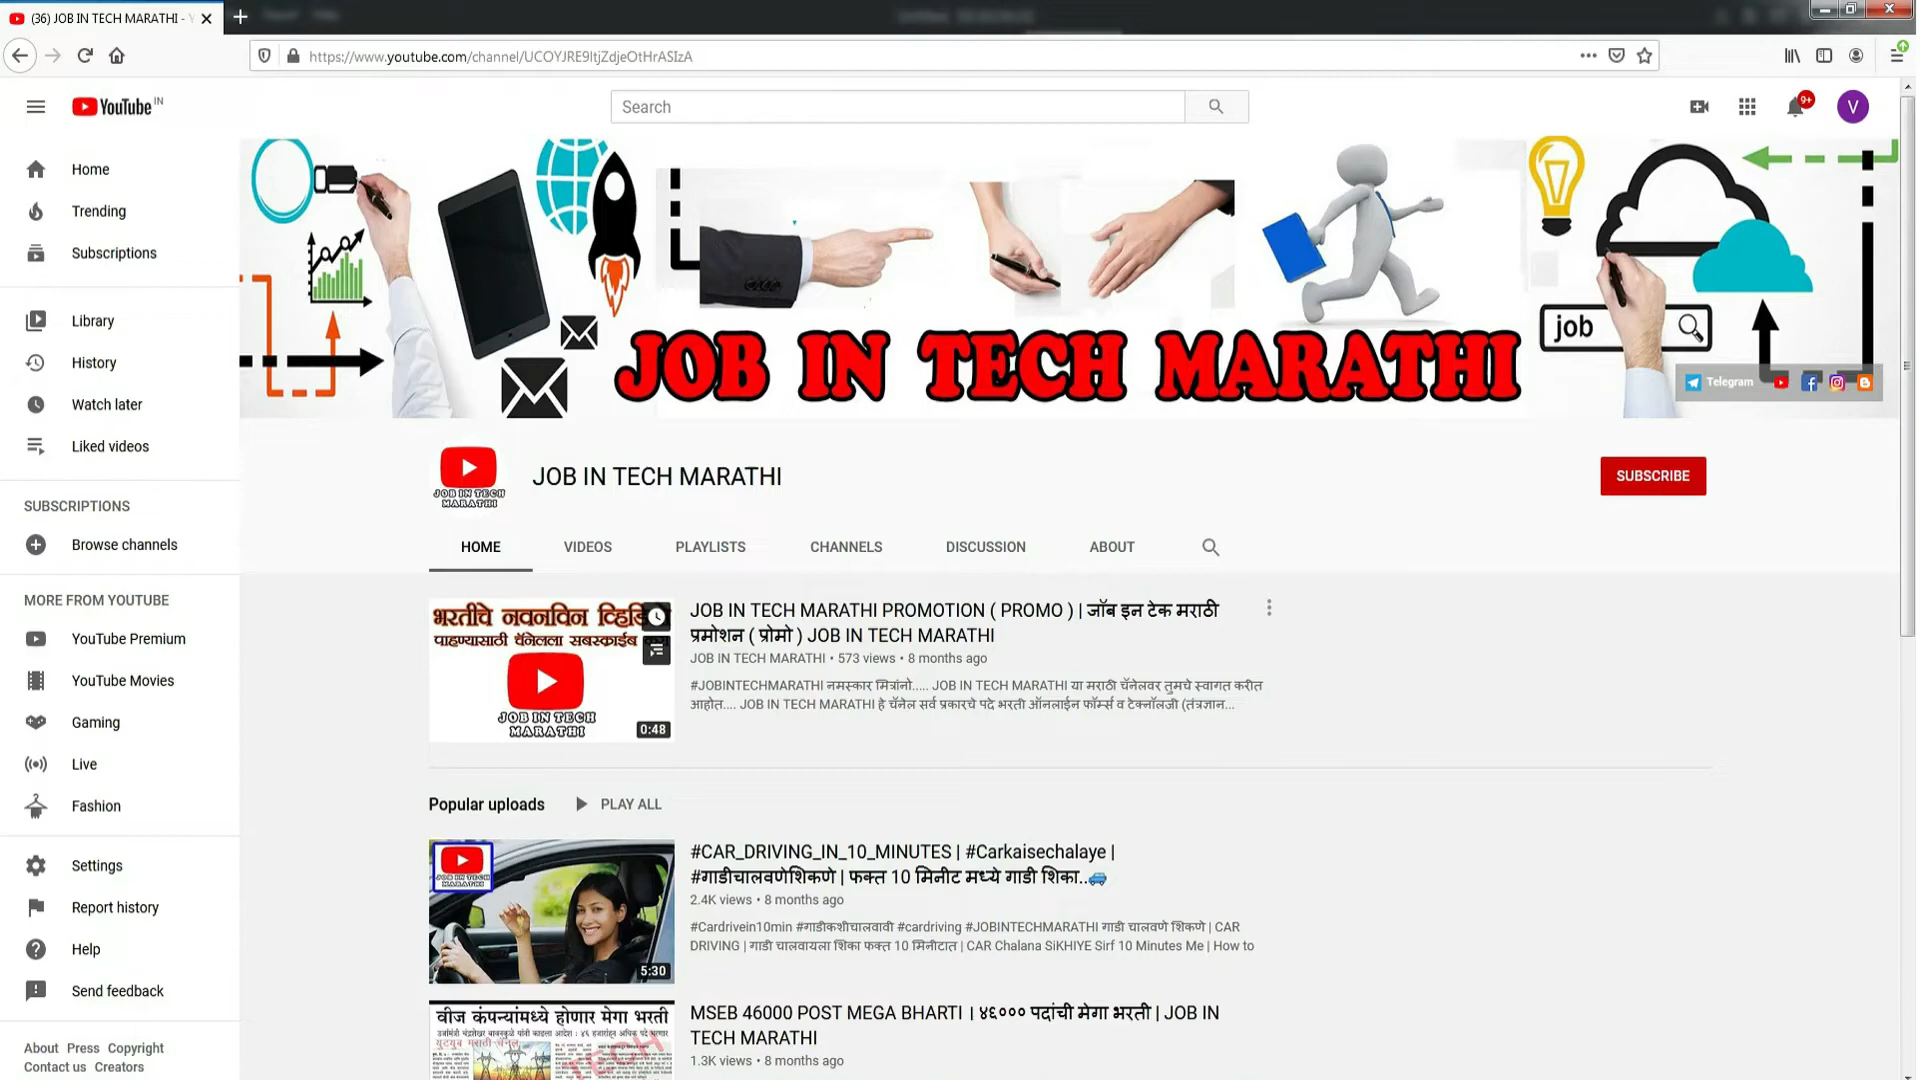 (36) JOB IN TECH MARATHI -
https://www.youtube.com/channel/UCOYJRE9ltjZdjeOtHrASIzA
YouTube IN
Search
9+
V
Home
Trending
Subscriptions
Library
History
Watch later
Liked videos
SUBSCRIPTIONS
Browse channels
MORE FROM YOUTUBE
YouTube Premium
YouTube Movies
Gaming
Live
Fashion
Settings
Report history
Help
Send feedback
About Press Copyright
Contact us Creators
job
JOB IN TECH MARATHI
Telegram
JOB IN TECH
MARATHI
JOB IN TECH MARATHI
SUBSCRIBE
HOME VIDEOS PLAYLISTS CHANNELS DISCUSSION ABOUT
भरतीचे नवनविन
पाहण्यासाठी चॅनेलला सबस्क्राईब
JOB IN TECH
MARATHI
0:48
JOB IN TECH MARATHI PROMOTION ( PROMO ) | जॉब इन टेक मराठी
प्रमोशन ( प्रोमो ) JOB IN TECH MARATHI
JOB IN TECH MARATHI • 573 views • 8 months ago
#JOBINTECHMARATHI नमस्कार मित्रांनो..... JOB IN TECH MARATHI या मराठी चॅनेलवर तुमचे स्वागत करीत
आहोत.... JOB IN TECH MARATHI हे चॅनेल सर्व प्रकारचे पदे भरती ऑनलाईन फॉर्म्स व टेक्नॉलजी (तंत्रज्ञान...
Popular uploads PLAY ALL
JOB IN TECH
MARATHI
5:30
#CAR_DRIVING_IN_10_MINUTES | #Carkaisechalaye |
#गाडीचालवणेशिकणे | फक्त 10 मिनीट मध्ये गाडी शिका..🚙
2.4K views • 8 months ago
#Cardrivein10min #गाडीकशीचालवावी #cardriving #JOBINTECHMARATHI गाडी चालवणे शिकणे | CAR
DRIVING | गाडी चालवायला शिका फक्त 10 मिनीटात | CAR Chalana SiKHIYE Sirf 10 Minutes Me | How to
वीज कंपन्यांमध्ये होणार मेगा भरती
युट्युब मराठी चॅनल
TECH
MSEB 46000 POST MEGA BHARTI | ४६००० पदांची मेगा भरती | JOB IN
TECH MARATHI
1.3K views • 8 months ago